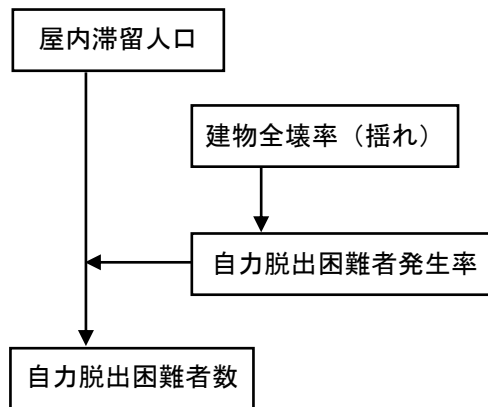 屋内滞留人口
建物全壊率（揺れ）
自力脱出困難者発生率
自力脱出困難者数